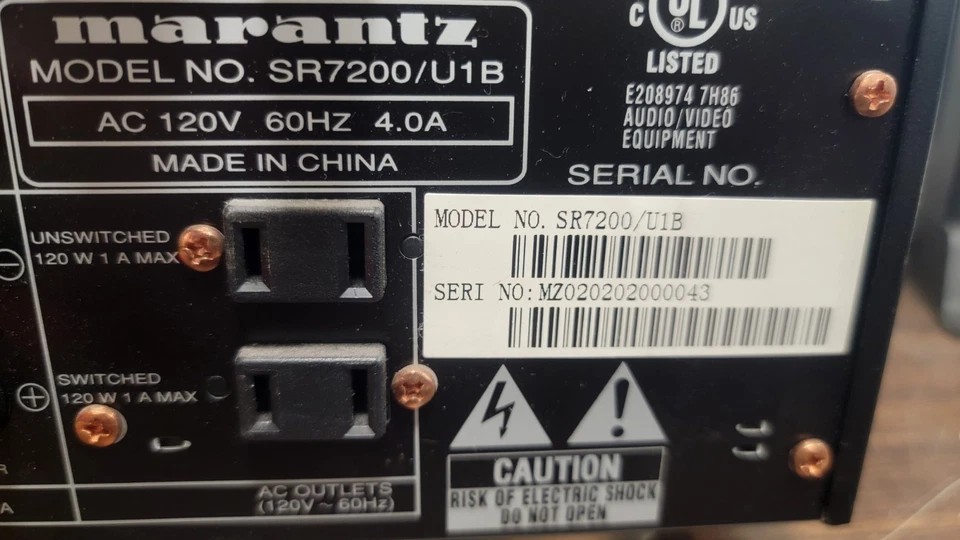 marantz
MODEL NO. SR7200/U1B
AC 120V 60HZ 4.0A
MADE IN CHINA
C UL US
®
LISTED
E208974 7H86
AUDIO/VIDEO
EQUIPMENT
SERIAL NO.
MODEL NO. SR7200/U1B
SERI NO:MZ020202000043
UNSWITCHED
120 W 1 A MAX
SWITCHED
120 W 1 A MAX
AC OUTLETS
(120V ~ 60Hz)
CAUTION
RISK OF ELECTRIC SHOCK
DO NOT OPEN
R
A